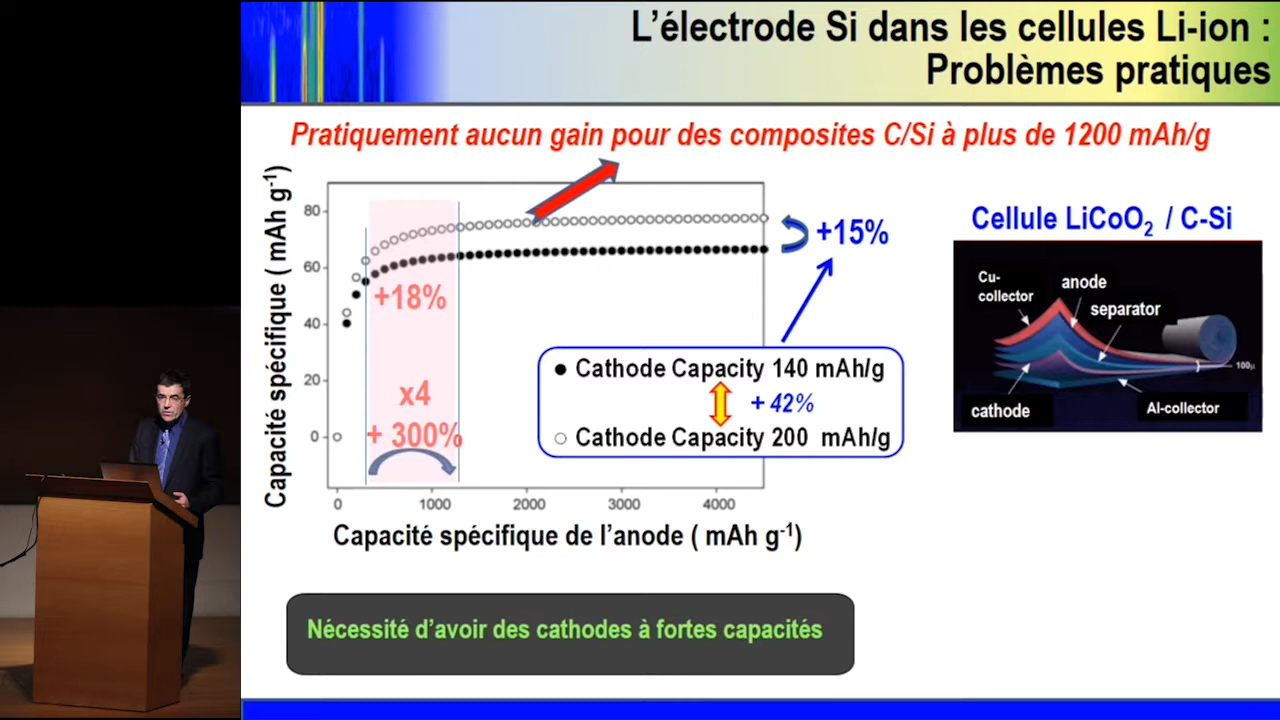 L'électrode Si dans les cellules Li-ion :
Problèmes pratiques
Pratiquement aucun gain pour des composites C/Si à plus de 1200 mAh/g
Capacité spécifique ( mAh g-1)
80
60
40
20
0
+18%
x4
+ 300%
+15%
Cathode Capacity 140 mAh/g
+ 42%
Cathode Capacity 200 mAh/g
0 1000 2000 3000 4000
Capacité spécifique de l'anode ( mAh g-1)
Cellule LiCoO2 / C-Si
Cu-
collector
anode
separator
100µ
cathode
Al-collector
Nécessité d'avoir des cathodes à fortes capacités